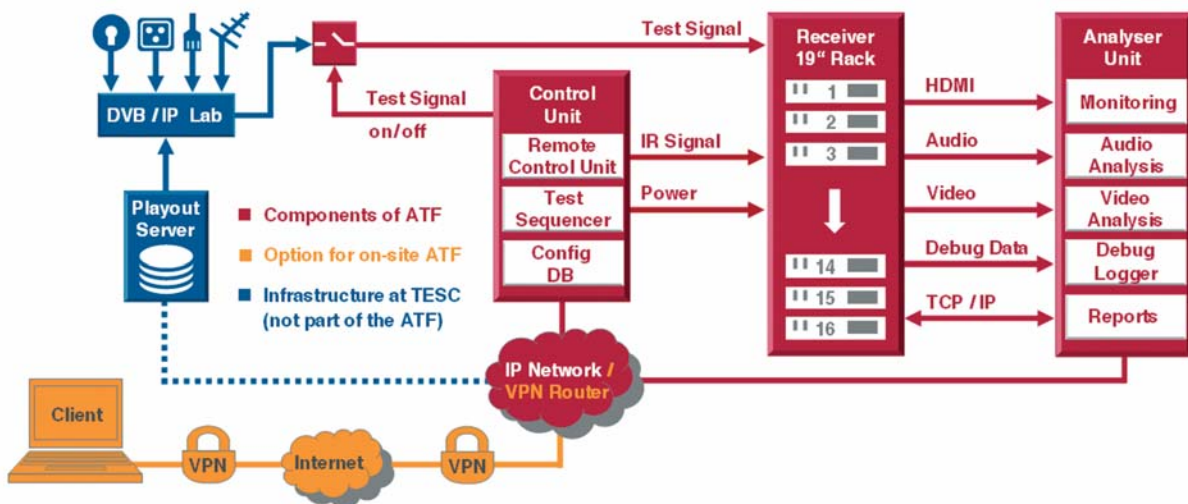 Test Signal
Receiver
19“ Rack
Analyser
Unit
DVB / IP Lab
Test Signal
on/off
Control
Unit
Remote
Control Unit
Test
Sequencer
Config
DB
IR Signal
Power
1
2
3
14
15
16
HDMI
Audio
Video
Debug Data
TCP / IP
Monitoring
Audio
Analysis
Video
Analysis
Debug
Logger
Reports
Playout
Server
Components of ATF
Option for on-site ATF
Infrastructure at TESC
(not part of the ATF)
IP Network /
VPN Router
Client
VPN
Internet
VPN